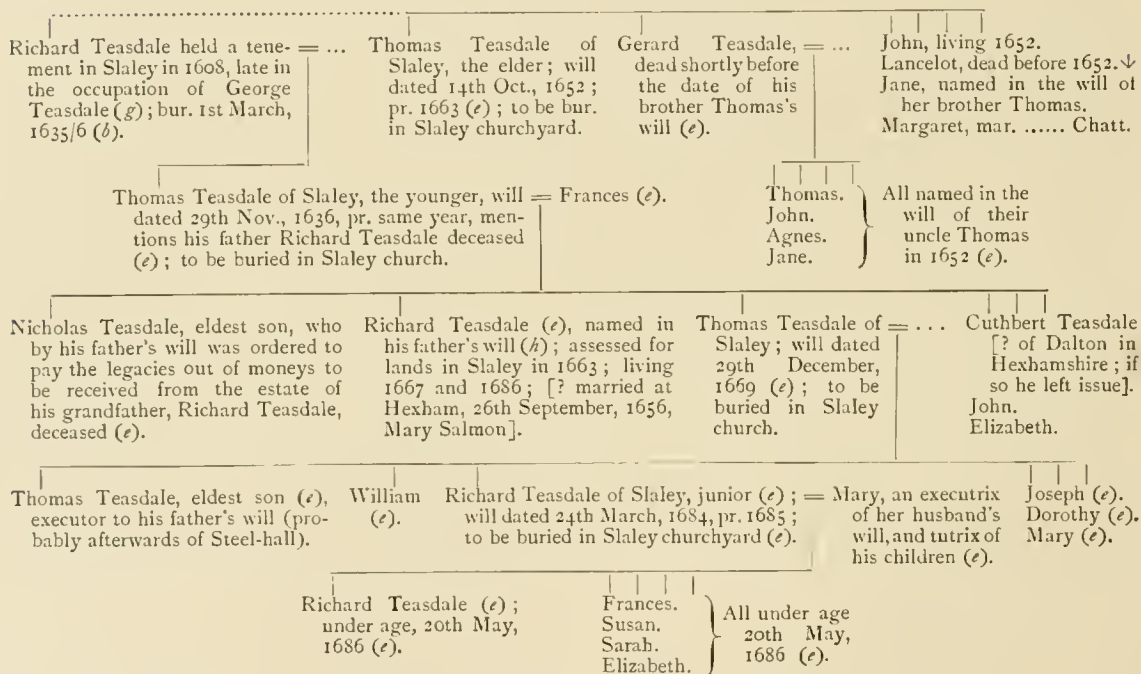 Richard Teasdale held a tene-
ment in Slaley in 1608, late in
the occupation of George
Teasdale (g); bur. 1st March,
1635/6 (b).
= ...
Thomas Teasdale of
Slaley, the elder; will
dated 14th Oct., 1652;
pr. 1663 (e); to be bur.
in Slaley churchyard.
Gerard Teasdale,
dead shortly before
the date of his
brother Thomas's
will (e).
= ...
John, living 1652.
Lancelot, dead before 1652.↓
Jane, named in the will of
her brother Thomas.
Margaret, mar. ...... Chatt.
Thomas Teasdale of Slaley, the younger, will
dated 29th Nov., 1636, pr. same year, men-
tions his father Richard Teasdale deceased
(e); to be buried in Slaley church.
= Frances (e).
Thomas.
John.
Agnes.
Jane.
All named in the
will of their
uncle Thomas
in 1652 (e).
Nicholas Teasdale, eldest son, who
by his father's will was ordered to
pay the legacies out of moneys to
be received from the estate of
his grandfather, Richard Teasdale,
deceased (e).
Richard Teasdale (e), named in
his father's will (h); assessed for
lands in Slaley in 1663; living
1667 and 1686; [? married at
Hexham, 26th September, 1656,
Mary Salmon].
Thomas Teasdale of
Slaley; will dated
29th December,
1669 (e); to be
buried in Slaley
church.
= ...
Cuthbert Teasdale
[? of Dalton in
Hexhamshire; if
so he left issue].
John.
Elizabeth.
Thomas Teasdale, eldest son (e),
executor to his father's will (pro-
bably afterwards of Steel-hall).
William
(e).
Richard Teasdale of Slaley, junior (e);
will dated 24th March, 1684, pr. 1685;
to be buried in Slaley churchyard (e).
= Mary, an executrix
of her husband's
will, and tutrix of
his children (e).
Joseph (e).
Dorothy (e).
Mary (e).
Richard Teasdale (e);
under age, 20th May,
1686 (e).
Frances.
Susan.
Sarah.
Elizabeth.
All under age
20th May,
1686 (e).